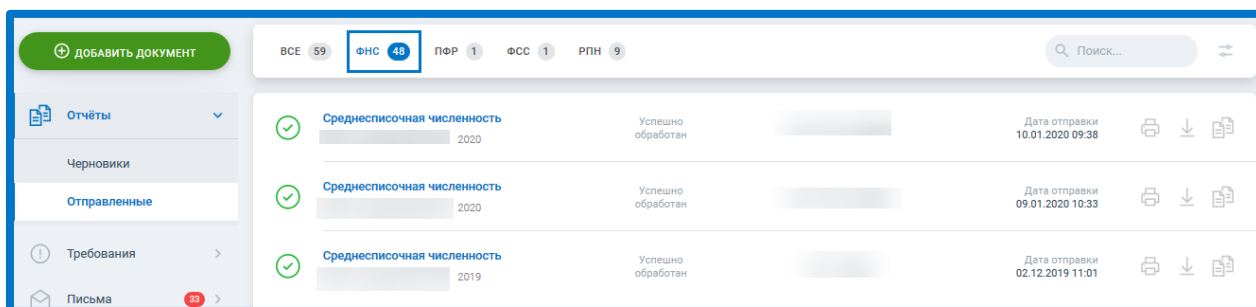 ДОБАВИТЬ ДОКУМЕНТ
ВСЕ 59 ФНС 48 ПФР 1 ФСС 1 РПН 9
Поиск...
Отчёты
Черновики
Отправленные
Требования
Письма 33
Среднесписочная численность
2020
Успешно
обработан
Дата отправки
10.01.2020 09:38
Среднесписочная численность
2020
Успешно
обработан
Дата отправки
09.01.2020 10:33
Среднесписочная численность
2019
Успешно
обработан
Дата отправки
02.12.2019 11:01